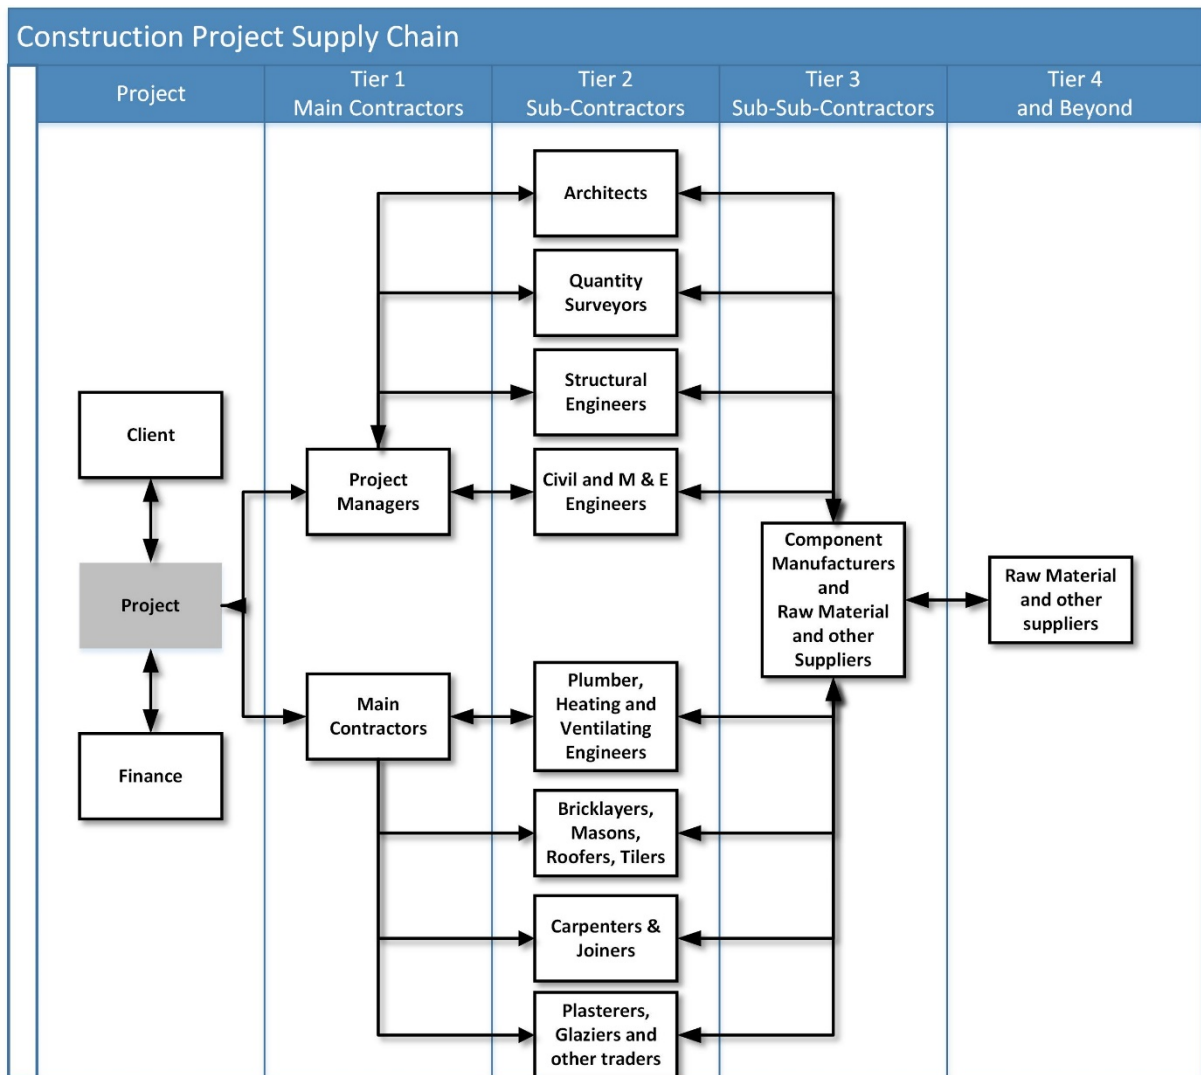 Construction Project Supply Chain
Project
Tier 1
Main Contractors
Tier 2
Sub-Contractors
Tier 3
Sub-Sub-Contractors
Tier 4
and Beyond
Client
Project
Finance
Project
Managers
Main
Contractors
Architects
Quantity
Surveyors
Structural
Engineers
Civil and M & E
Engineers
Plumber,
Heating and
Ventilating
Engineers
Bricklayers,
Masons,
Roofers, Tilers
Carpenters &
Joiners
Plasterers,
Glaziers and
other traders
Component
Manufacturers
and
Raw Material
and other
Suppliers
Raw Material
and other
suppliers